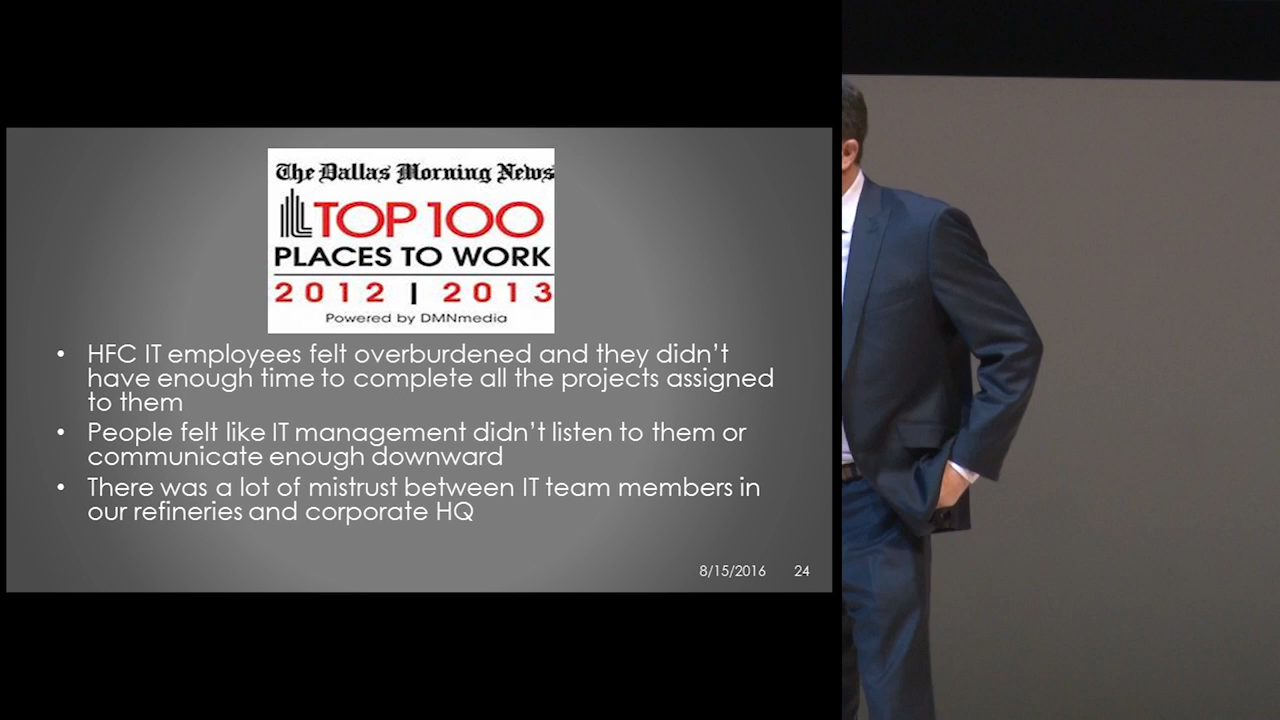 The Dallas Morning News
TOP 100
PLACES TO WORK
2012 | 2013
Powered by DMNmedia
• HFC IT employees felt overburdened and they didn’t
have enough time to complete all the projects assigned
to them
• People felt like IT management didn’t listen to them or
communicate enough downward
• There was a lot of mistrust between IT team members in
our refineries and corporate HQ
8/15/2016 24